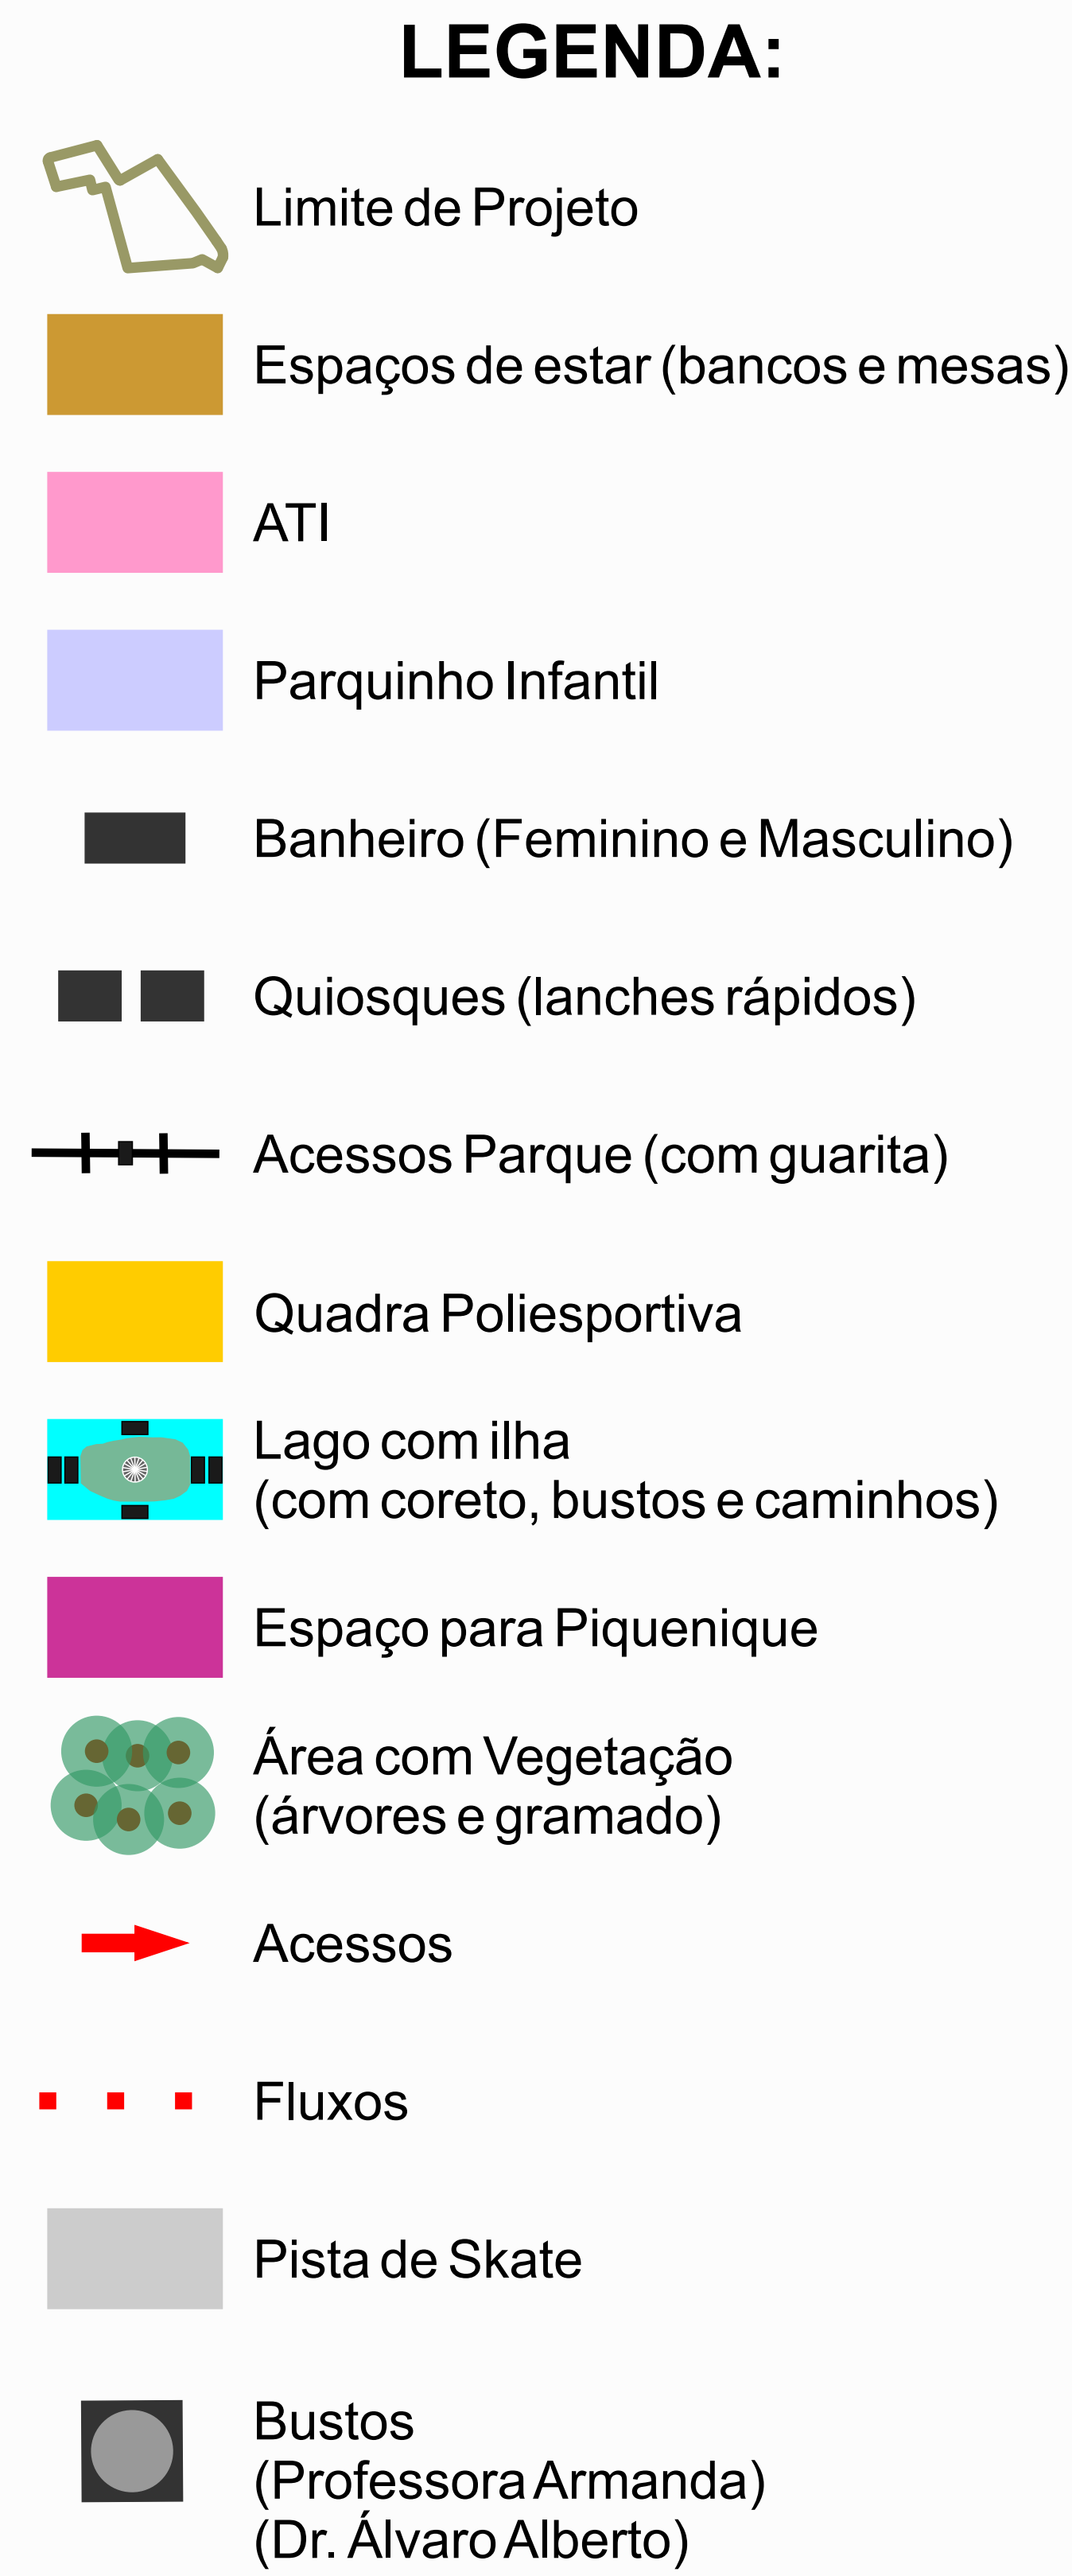 LEGENDA:
Limite de Projeto
Espaços de estar (bancos e mesas)
ATI
Parquinho Infantil
Banheiro (Feminino e Masculino)
Quiosques (lanches rápidos)
Acessos Parque (com guarita)
Quadra Poliesportiva
Lago com ilha
(com coreto, bustos e caminhos)
Espaço para Piquenique
Área com Vegetação
(árvores e gramado)
Acessos
Fluxos
Pista de Skate
Bustos
(Professora Armanda)
(Dr. Álvaro Alberto)